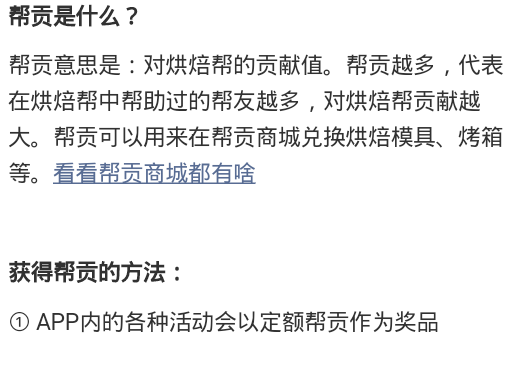 帮贡是什么？
帮贡意思是：对烘焙帮的贡献值。帮贡越多，代表
在烘焙帮中帮助过的帮友越多，对烘焙帮贡献越
大。帮贡可以用来在帮贡商城兑换烘焙模具、烤箱
等。看看帮贡商城都有啥
获得帮贡的方法：
① APP内的各种活动会以定额帮贡作为奖品